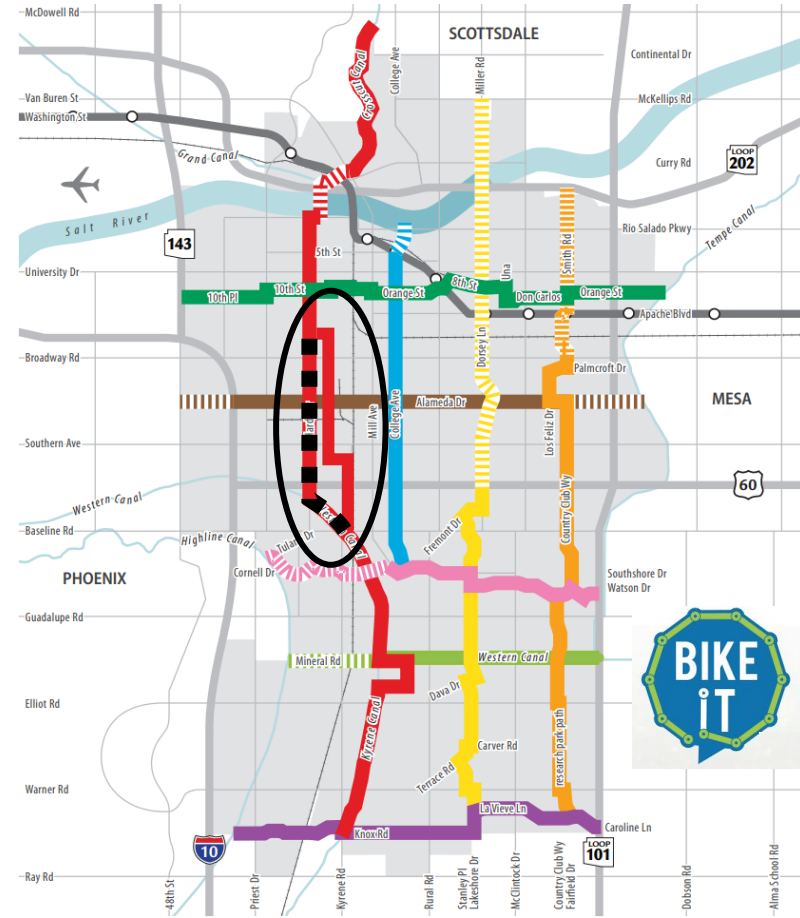 McDowell Rd
SCOTTSDALE
College Ave
Miller Rd
Continental Dr
Crosscut Canal
Van Buren St
McKellips Rd
Washington St
Grand Canal
Curry Rd
LOOP
202
Salt River
143
Rio Salado Pkwy
Tempe Canal
5th St
Smith Rd
University Dr
10th Pl
10th St
Orange St
8th St
Una
Don Carlos
Orange St
Apache Blvd
Broadway Rd
Dorsey Ln
Palmcroft Dr
Mill Ave
College Ave
Alameda Dr
Los Feliz Dr
MESA
Southern Ave
60
Western Canal
Country Club Wy
Baseline Rd
Highline Canal
Fremont Dr
Cornell Dr
PHOENIX
Southshore Dr
Watson Dr
Guadalupe Rd
Mineral Rd
Western Canal
BIKE
iT
Dava Dr
Elliot Rd
Kyrene Canal
research park path
Carver Rd
Terrace Rd
Warner Rd
La Vieve Ln
Knox Rd
Caroline Ln
10
LOOP
101
Ray Rd
48th St
Priest Dr
Kyrene Rd
Rural Rd
Stanley Pl
Lakeshore Dr
McClintock Dr
Country Club Wy
Fairfield Dr
Dobson Rd
Alma School Rd